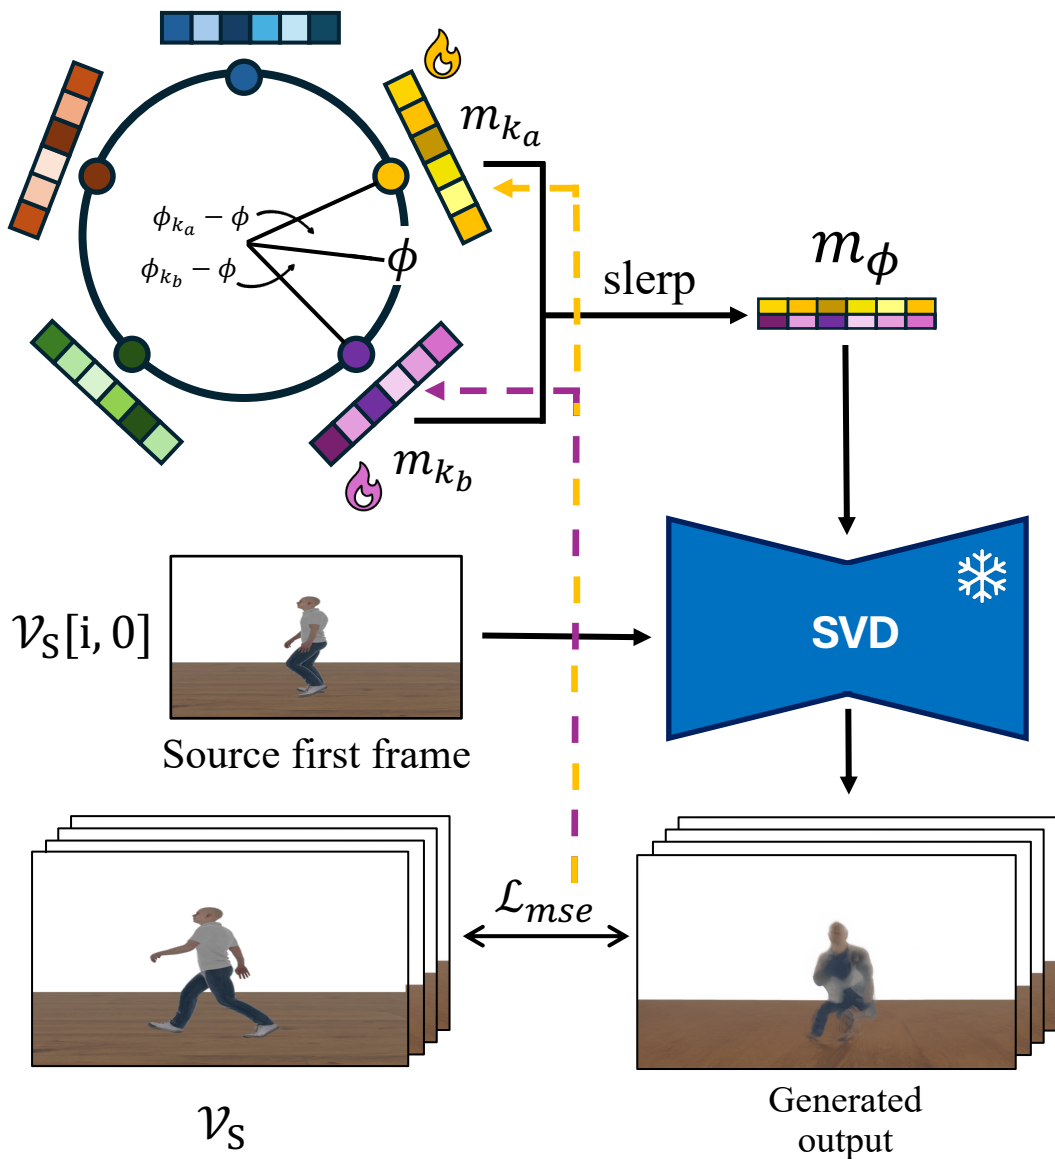 m_{k_a}
ϕ_{k_a} − ϕ
ϕ
ϕ_{k_b} − ϕ
slerp
m_ϕ
m_{k_b}
𝒱_S[i, 0]
SVD
Source first frame
ℒ_{mse}
𝒱_S
Generated
output